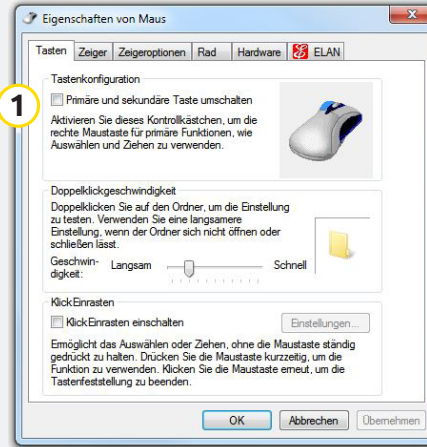 Eigenschaften von Maus
Tasten Zeiger Zeigeroptionen Rad Hardware ELAN
Tastenkonfiguration
1
Primäre und sekundäre Taste umschalten
Aktivieren Sie dieses Kontrollkästchen, um die
rechte Maustaste für primäre Funktionen, wie
Auswählen und Ziehen zu verwenden.
Doppelklickgeschwindigkeit
Doppelklicken Sie auf den Ordner, um die Einstellung
zu testen. Verwenden Sie eine langsamere
Einstellung, wenn der Ordner sich nicht öffnen oder
schließen lässt.
Geschwin-
digkeit: Langsam Schnell
KlickEinrasten
KlickEinrasten einschalten Einstellungen...
Ermöglicht das Auswählen oder Ziehen, ohne die Maustaste ständig
gedrückt zu halten. Drücken Sie die Maustaste kurzzeitig, um die
Funktion zu verwenden. Klicken Sie die Maustaste erneut, um die
Tastenfeststellung zu beenden.
OK Abbrechen Übernehmen